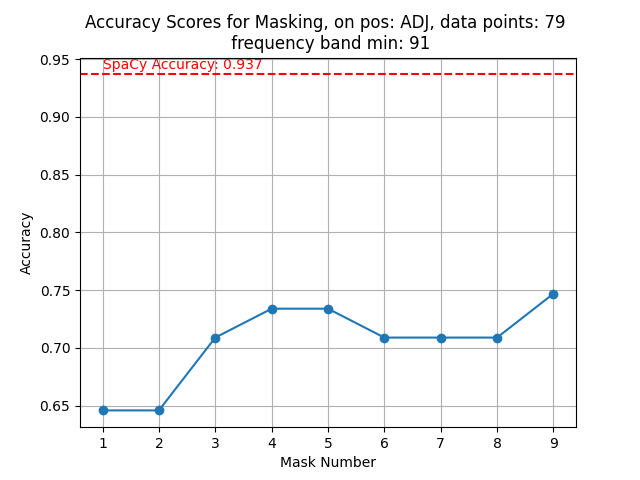 Accuracy Scores for Masking, on pos: ADJ, data points: 79
frequency band min: 91
SpaCy Accuracy: 0.937
0.95
0.90
0.85
0.80
0.75
0.70
0.65
Accuracy
1 2 3 4 5 6 7 8 9
Mask Number